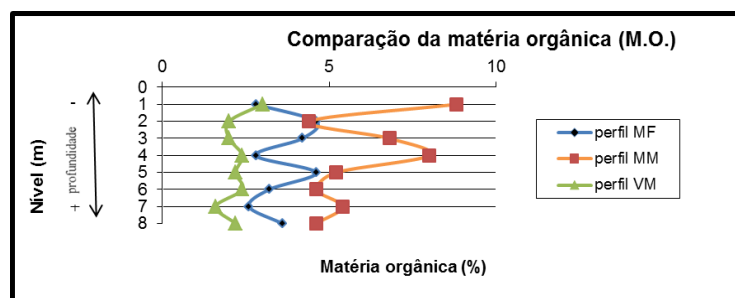 Comparação da matéria orgânica (M.O.)
0 5 10
0
1
2
3
4
5
6
7
8
Nível (m)
+ profundidade -
perfil MF
perfil MM
perfil VM
Matéria orgânica (%)